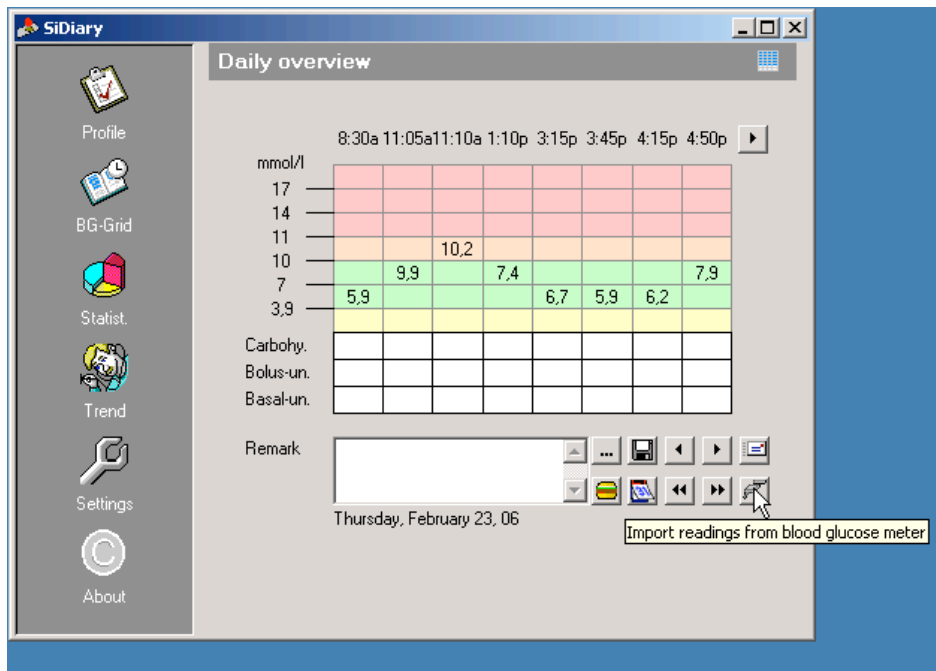 SiDiary
Daily overview
Profile
BG-Grid
Statist.
Trend
Settings
©
About
8:30a 11:05a 11:10a 1:10p 3:15p 3:45p 4:15p 4:50p
mmol/l
17
14
11
10,2
10
9,9 7,4 7,9
7
5,9 6,7 5,9 6,2
3,9
Carbohy.
Bolus-un.
Basal-un.
Remark
...
Thursday, February 23, 06
Import readings from blood glucose meter